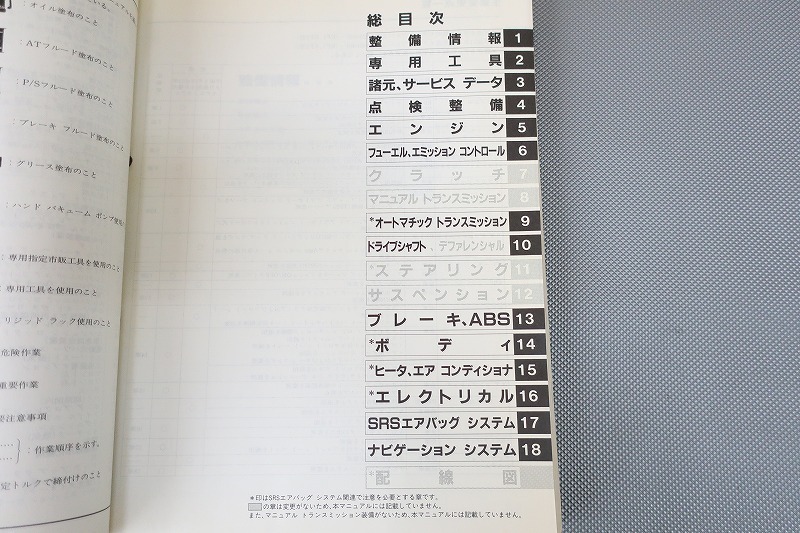 ：オイル塗布のこと
：ATフルード塗布のこと
：P/Sフルード塗布のこと
：ブレーキ フルード塗布のこと
：グリース塗布のこと
：ハンド バキューム ポンプ使用
：専用指定市販工具を使用のこと
：専用工具を使用のこと
リジッド ラック使用のこと
危険作業
重要作業
要注意事項
：作業順序を示す。
定トルクで締付けのこと
総目次
整備情報 1
専用工具 2
諸元、サービス データ 3
点検整備 4
エンジン 5
フューエル、エミッション コントロール 6
クラッチ 7
マニュアル トランスミッション 8
*オートマチック トランスミッション 9
ドライブシャフト、デファレンシャル 10
*ステアリング 11
サスペンション 12
ブレーキ、ABS 13
*ボディ 14
*ヒータ、エア コンディショナ 15
*エレクトリカル 16
SRSエアバッグ システム 17
ナビゲーション システム 18
*配線図
*印はSRSエアバッグ システム関連で注意を必要とする章です。
の章は変更がないため、本マニュアルには記載していません。
また、マニュアル トランスミッション装備がないため、本マニュアルには記載していません。